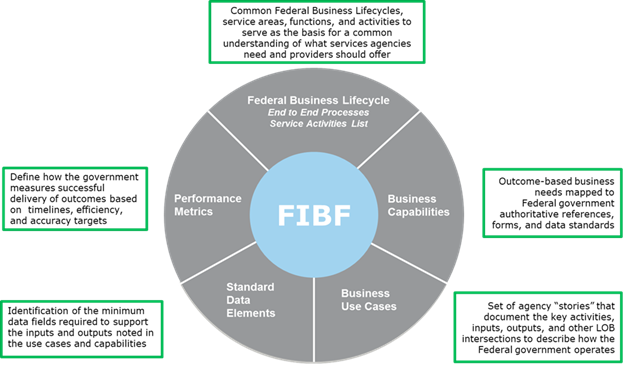 Common Federal Business Lifecycles,
service areas, functions, and activities to
serve as the basis for a common
understanding of what services agencies
need and providers should offer
Federal Business Lifecycle
End to End Processes
Service Activities List
Define how the government
measures successful
delivery of outcomes based
on timelines, efficiency,
and accuracy targets
Performance
Metrics
FIBF
Business
Capabilities
Outcome-based business
needs mapped to
Federal government
authoritative references,
forms, and data standards
Standard
Data
Elements
Business
Use Cases
Identification of the minimum
data fields required to support
the inputs and outputs noted in
the use cases and capabilities
Set of agency “stories” that
document the key activities,
inputs, outputs, and other LOB
intersections to describe how the
Federal government operates